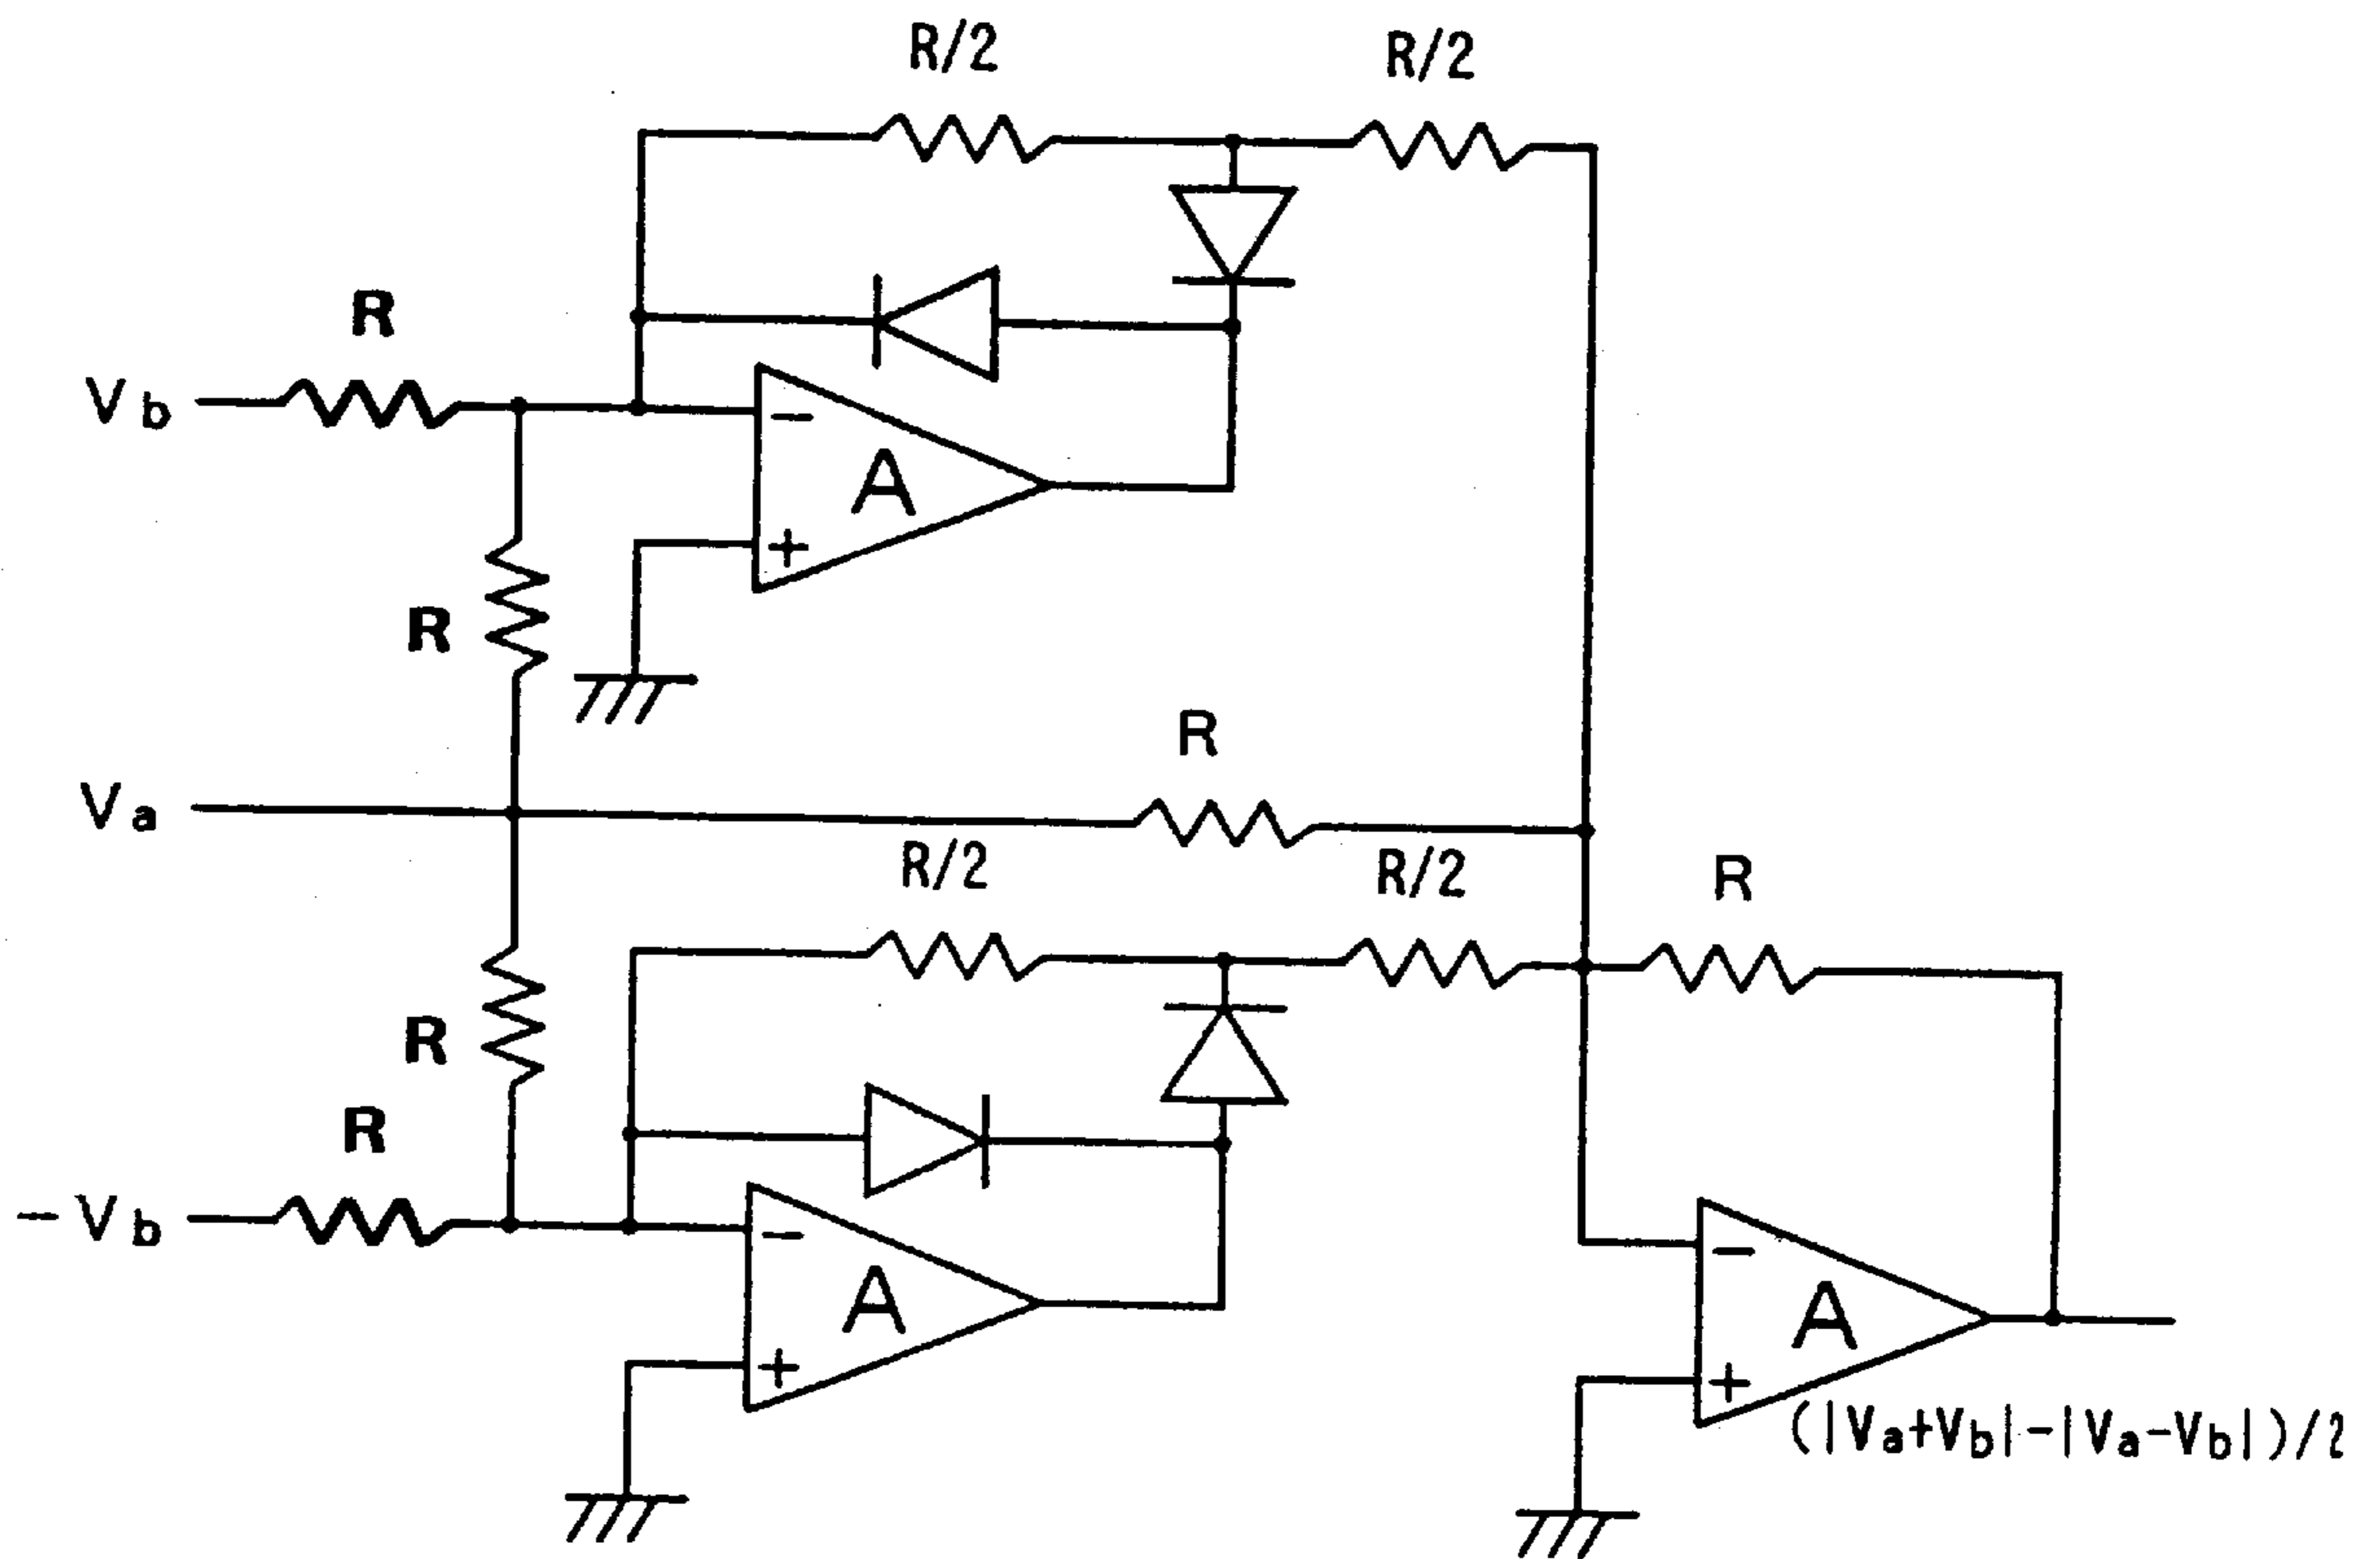 R/2
R/2
R
Vb
−
A
+
R
R
Va
R/2
R/2
R
R
R
−Vb
−
A
+
−
A
+
(|Va+Vb|−|Va−Vb|)/2